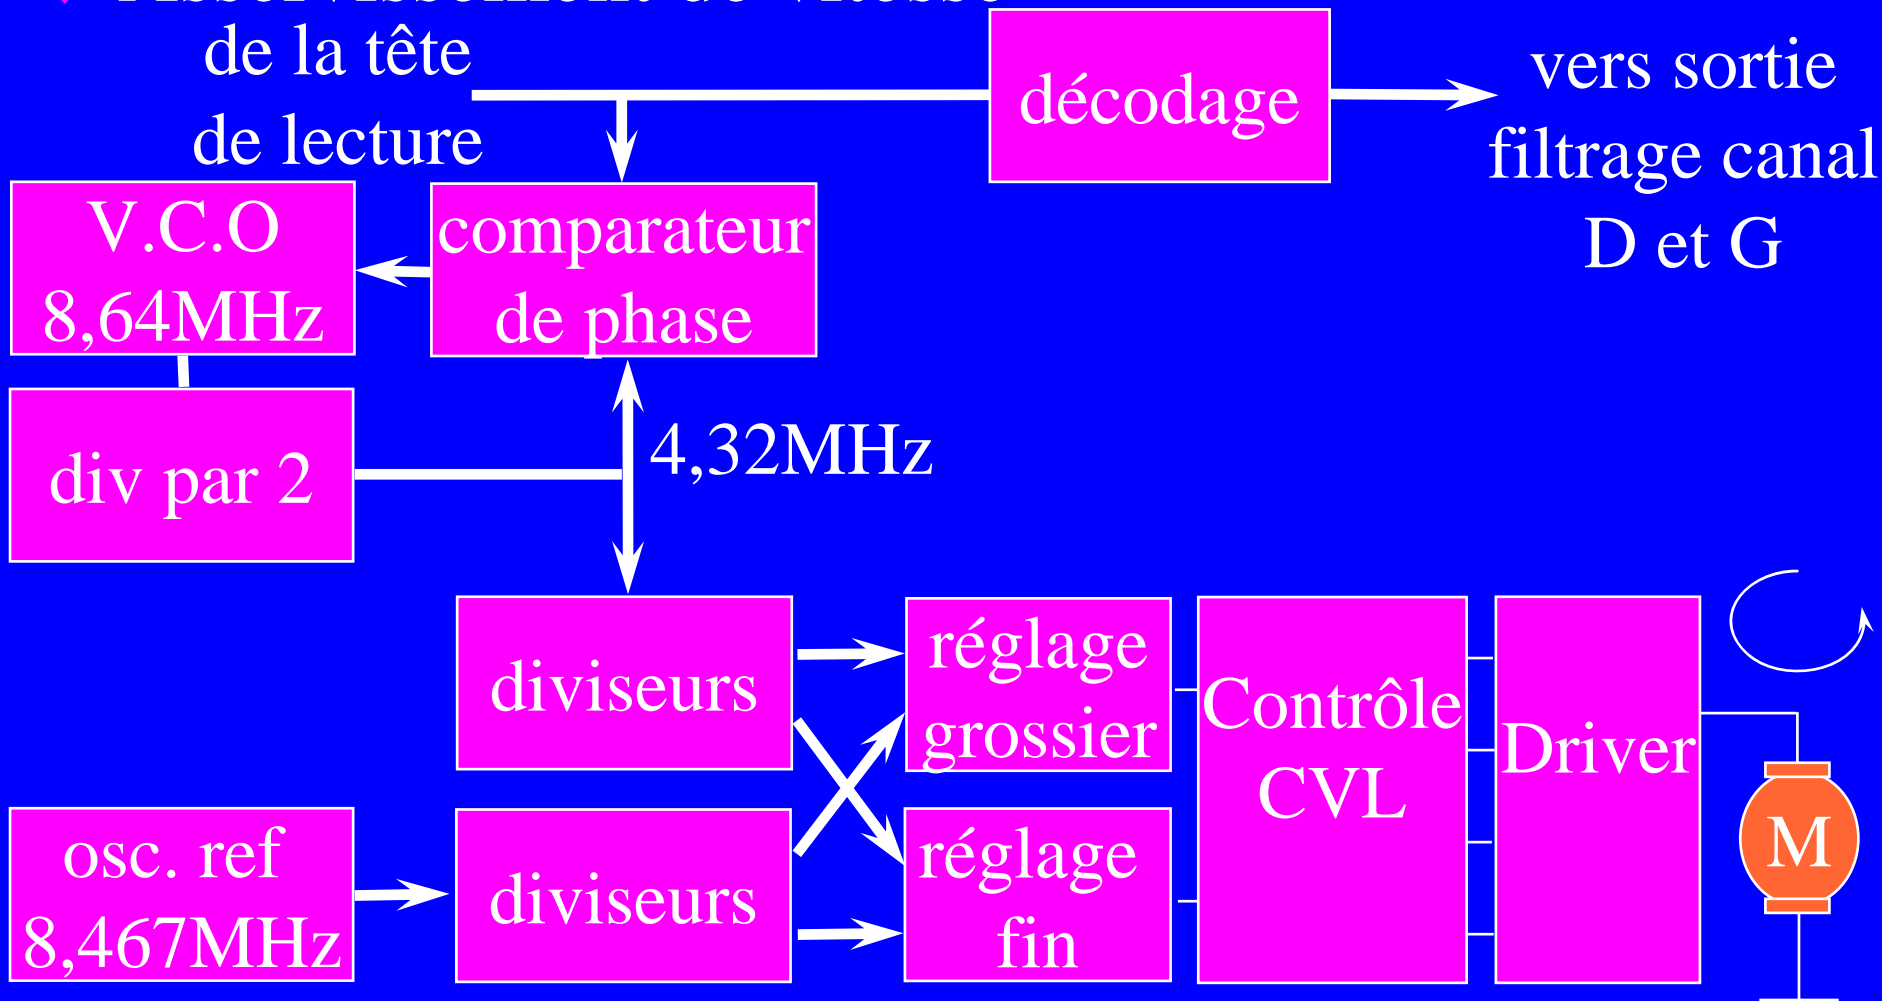 de la tête
de lecture
décodage
vers sortie
filtrage canal
D et G
V.C.O
8,64MHz
comparateur
de phase
div par 2
4,32MHz
diviseurs
réglage
grossier
Contrôle
CVL
Driver
M
osc. ref
8,467MHz
diviseurs
réglage
fin